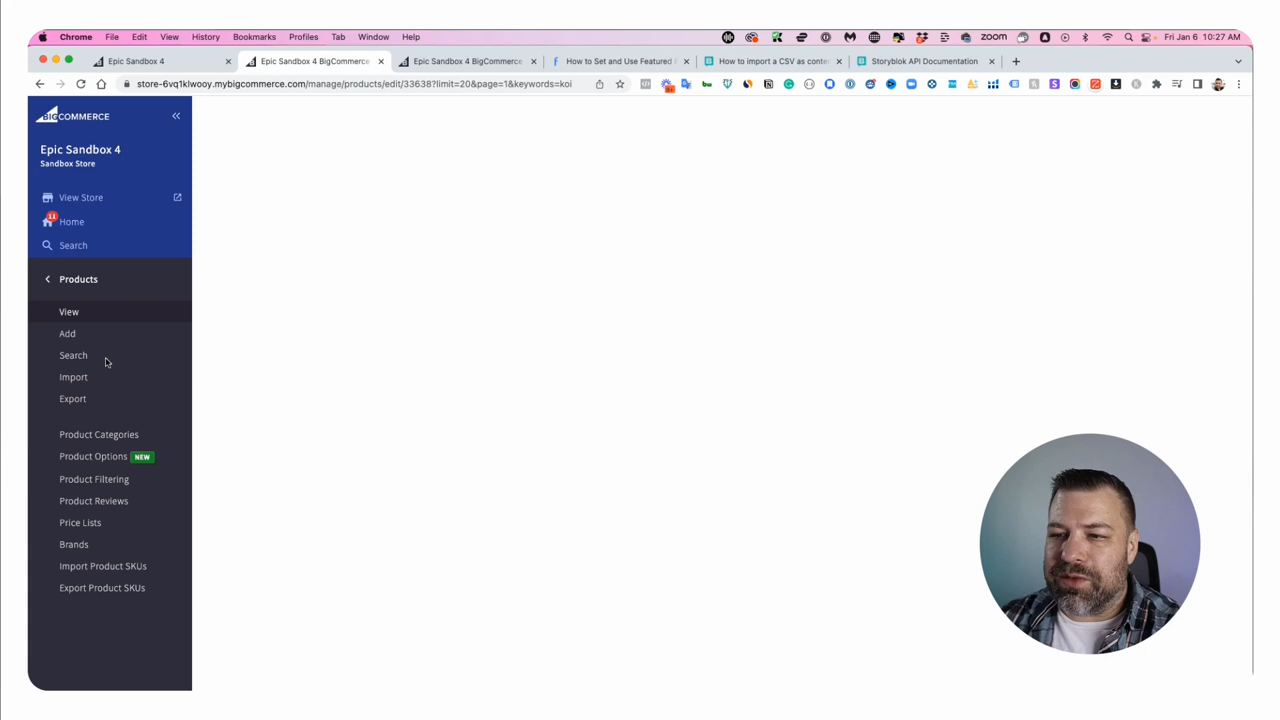 Chrome File Edit View History Bookmarks Profiles Tab Window Help zoom Fri Jan 6 10:27 AM
Epic Sandbox 4 Epic Sandbox 4 BigCommerce Epic Sandbox 4 BigCommerce How to Set and Use Featured I How to import a CSV as conten Storyblok API Documentation
store-6vq1klwooy.mybigcommerce.com/manage/products/edit/33638?limit=20&page=1&keywords=koi
BIGCOMMERCE
Epic Sandbox 4
Sandbox Store
View Store
11
Home
Search
Products
View
Add
Search
Import
Export
Product Categories
Product Options NEW
Product Filtering
Product Reviews
Price Lists
Brands
Import Product SKUs
Export Product SKUs